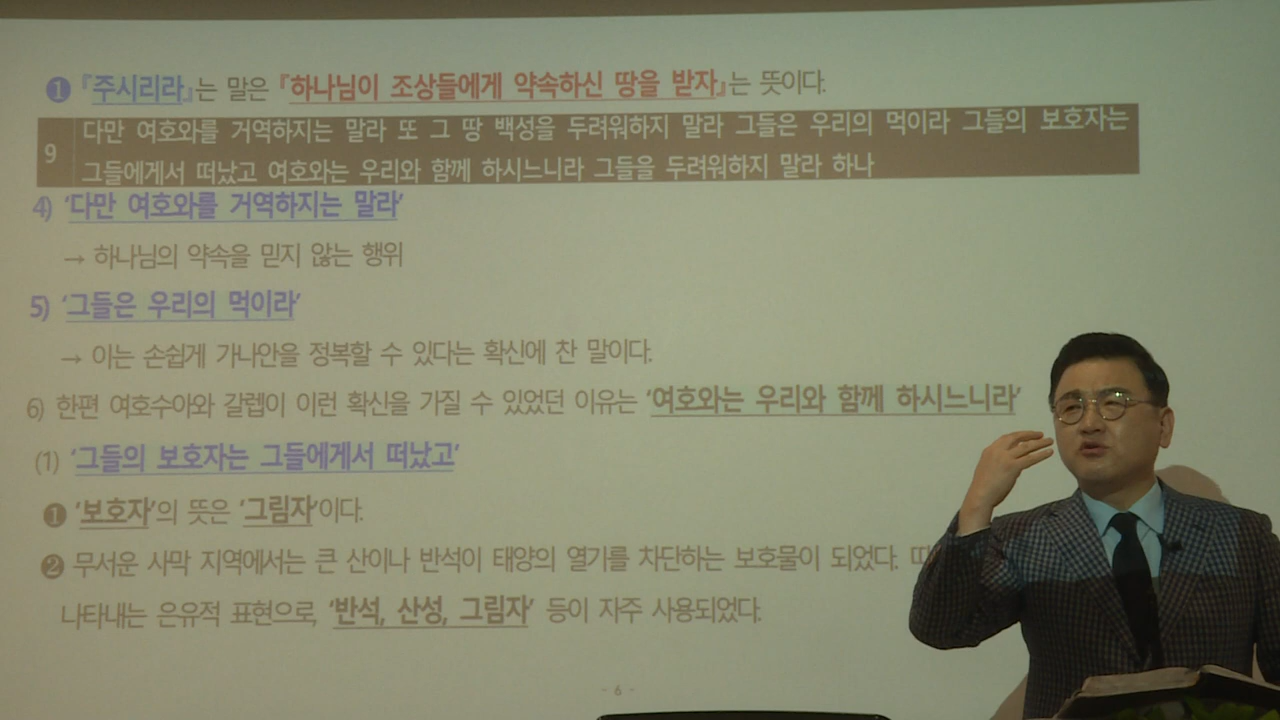 ❶ 『주시리라』는 말은 『하나님이 조상들에게 약속하신 땅을 받자』는 뜻이다.
9 다만 여호와를 거역하지는 말라 또 그 땅 백성을 두려워하지 말라 그들은 우리의 먹이라 그들의 보호자는
그들에게서 떠났고 여호와는 우리와 함께 하시느니라 그들을 두려워하지 말라 하나
4) ‘다만 여호와를 거역하지는 말라’
→ 하나님의 약속을 믿지 않는 행위
5) ‘그들은 우리의 먹이라’
→ 이는 손쉽게 가나안을 정복할 수 있다는 확신에 찬 말이다.
6) 한편 여호수아와 갈렙이 이런 확신을 가질 수 있었던 이유는 ‘여호와는 우리와 함께 하시느니라’
(1) ‘그들의 보호자는 그들에게서 떠났고’
❶ ‘보호자’의 뜻은 ‘그림자’이다.
❷ 무서운 사막 지역에서는 큰 산이나 반석이 태양의 열기를 차단하는 보호물이 되었다.
나타내는 은유적 표현으로, ‘반석, 산성, 그림자’ 등이 자주 사용되었다.
- 6 -